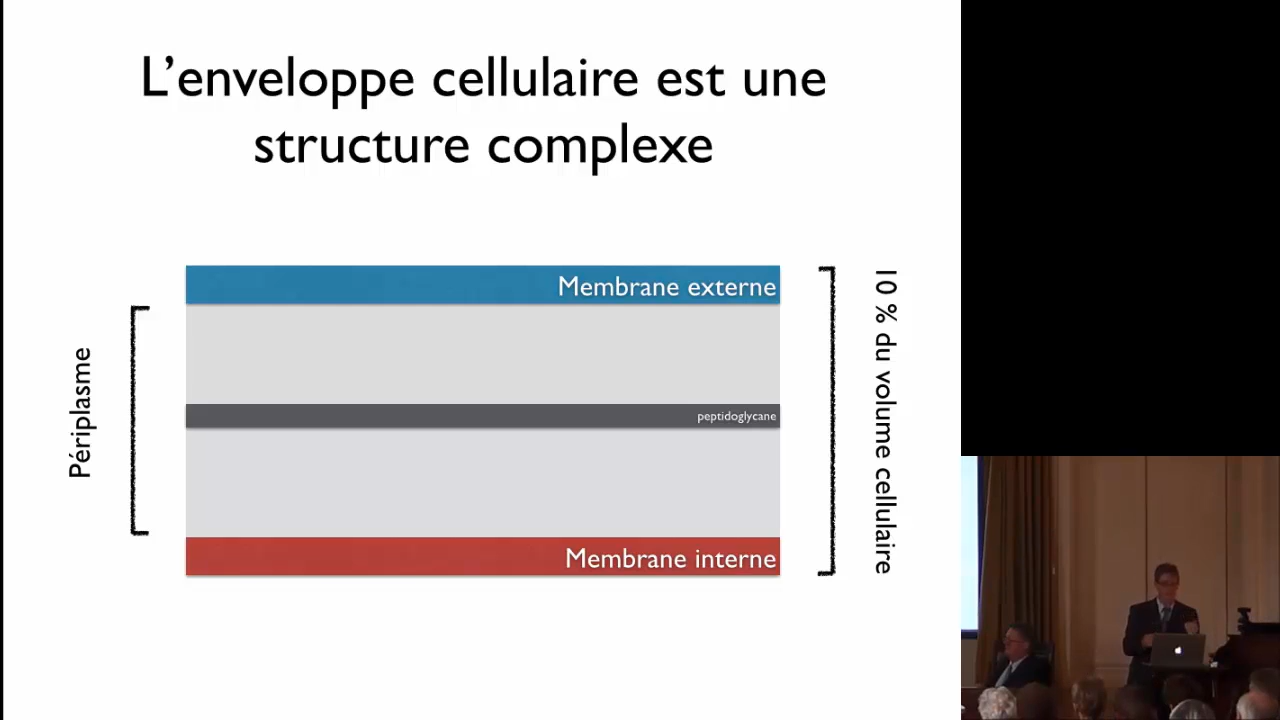 L’enveloppe cellulaire est une
structure complexe
Membrane externe
Périplasme
peptidoglycane
10 % du volume cellulaire
Membrane interne